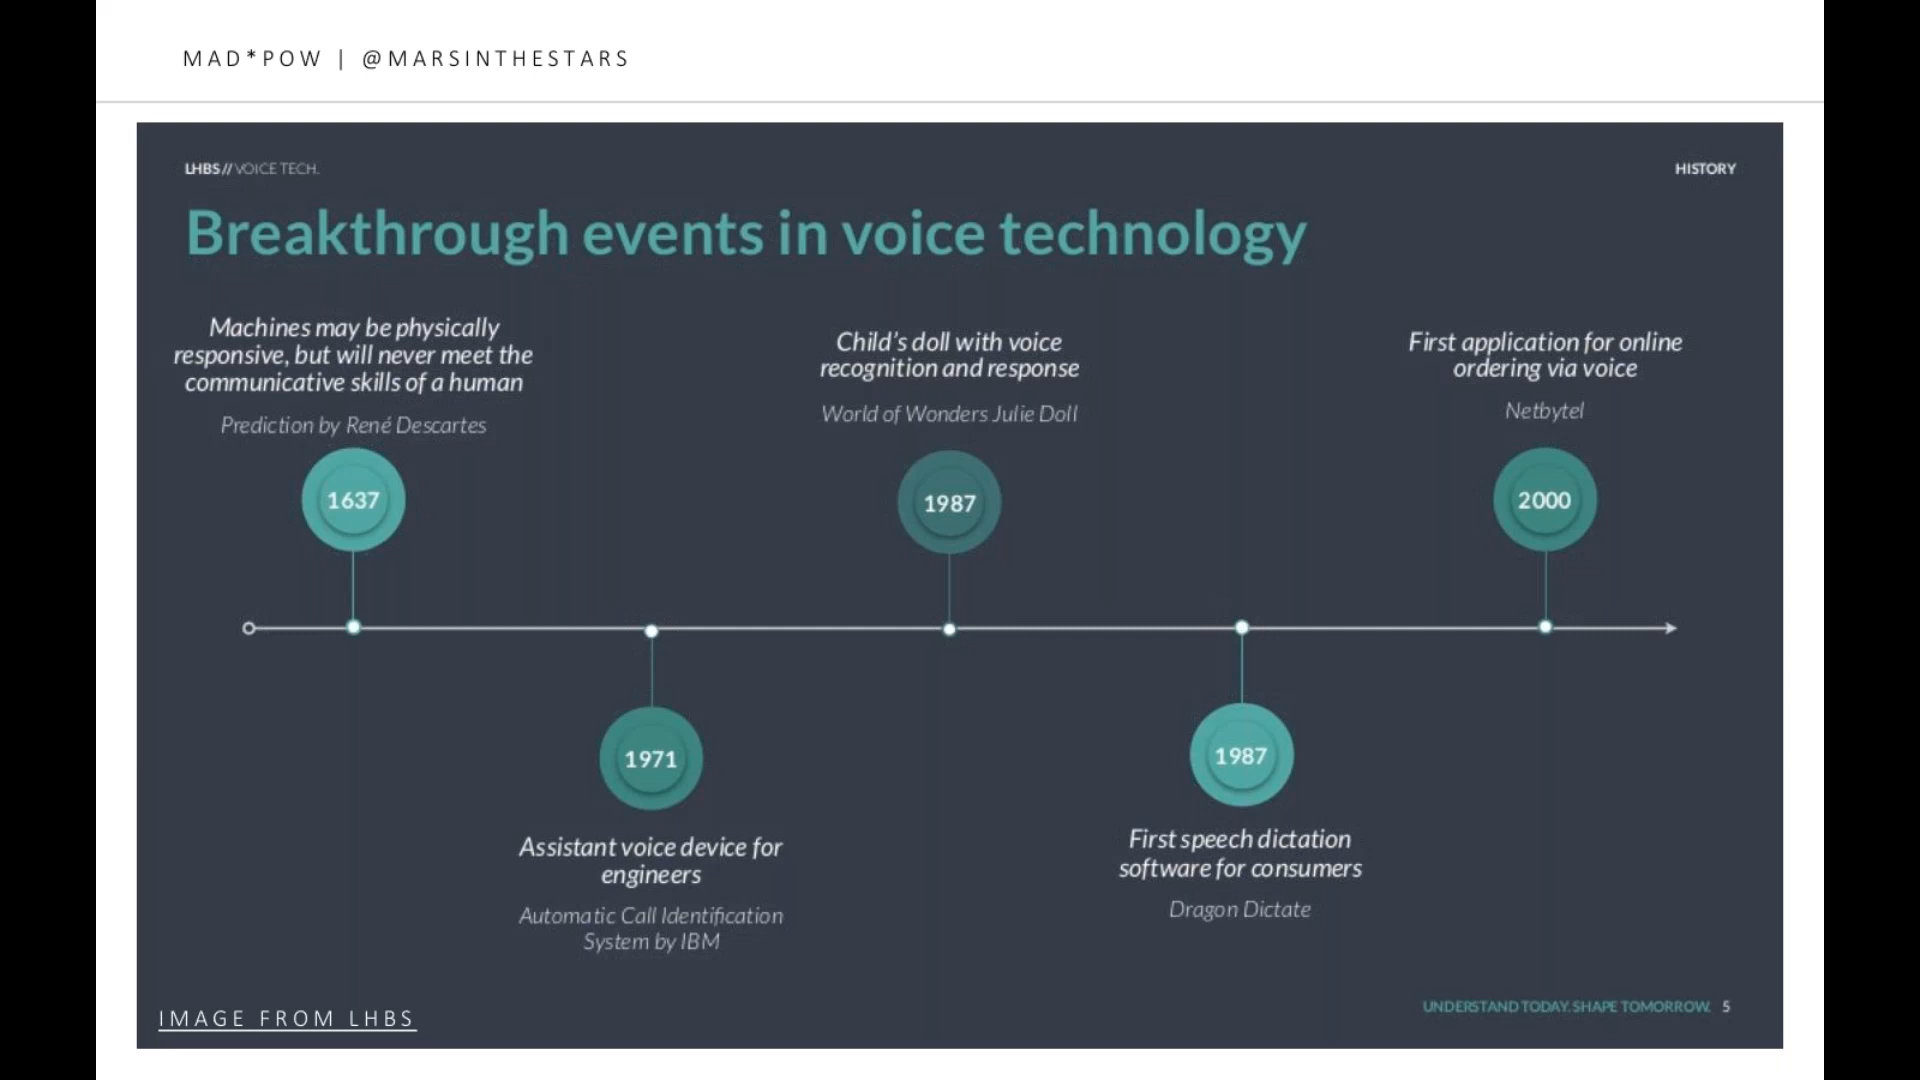 MAD*POW | @MARSINTHESTARS
LHBS // VOICE TECH.
HISTORY
Breakthrough events in voice technology
Machines may be physically
responsive, but will never meet the
communicative skills of a human
Prediction by René Descartes
1637
Child's doll with voice
recognition and response
World of Wonders Julie Doll
1987
First application for online
ordering via voice
Netbytel
2000
1971
Assistant voice device for
engineers
Automatic Call Identification
System by IBM
1987
First speech dictation
software for consumers
Dragon Dictate
IMAGE FROM LHBS
UNDERSTAND TODAY. SHAPE TOMORROW. 5